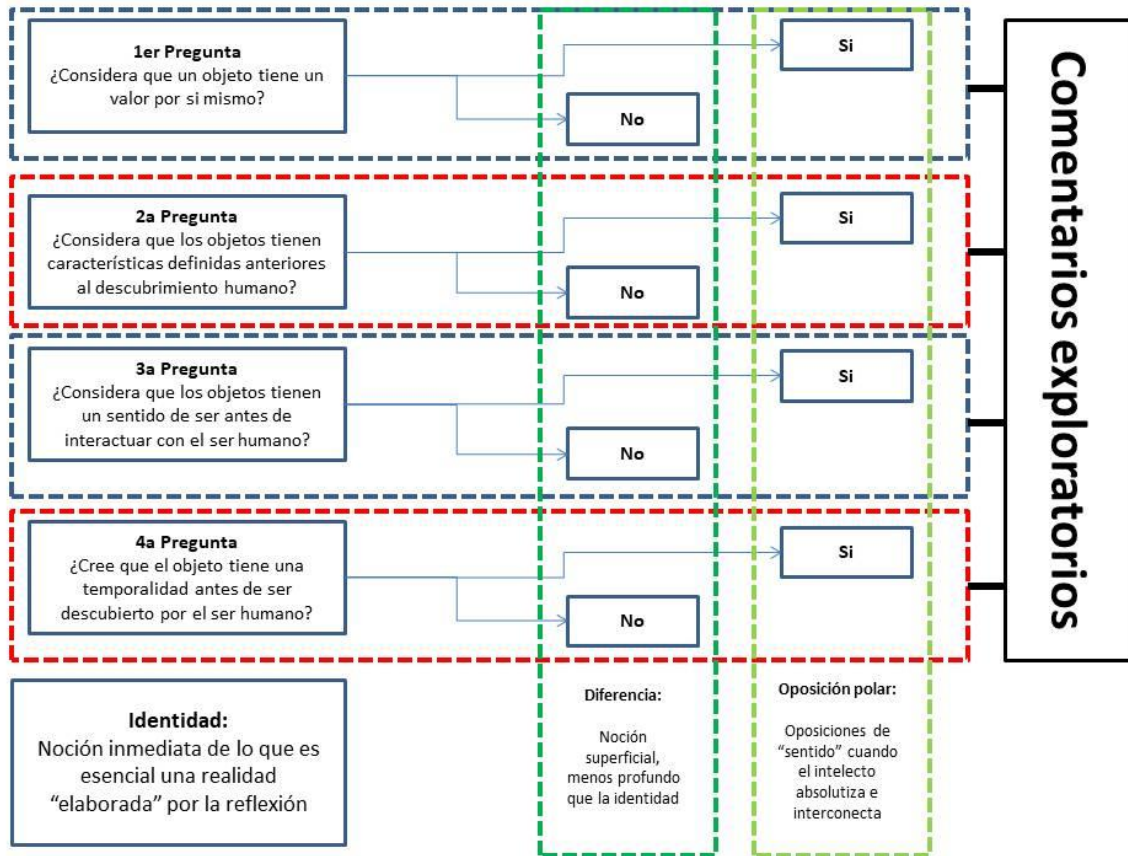 1er Pregunta
¿Considera que un objeto tiene un
valor por si mismo?
Si
No
2a Pregunta
¿Considera que los objetos tienen
características definidas anteriores
al descubrimiento humano?
Si
No
3a Pregunta
¿Considera que los objetos tienen
un sentido de ser antes de
interactuar con el ser humano?
Si
No
4a Pregunta
¿Cree que el objeto tiene una
temporalidad antes de ser
descubierto por el ser humano?
Si
No
Identidad:
Noción inmediata de lo que es
esencial una realidad
“elaborada” por la reflexión
Diferencia:
Noción
superficial,
menos profundo
que la identidad
Oposición polar:
Oposiciones de
“sentido” cuando
el intelecto
absolutiza e
interconecta
Comentarios exploratorios